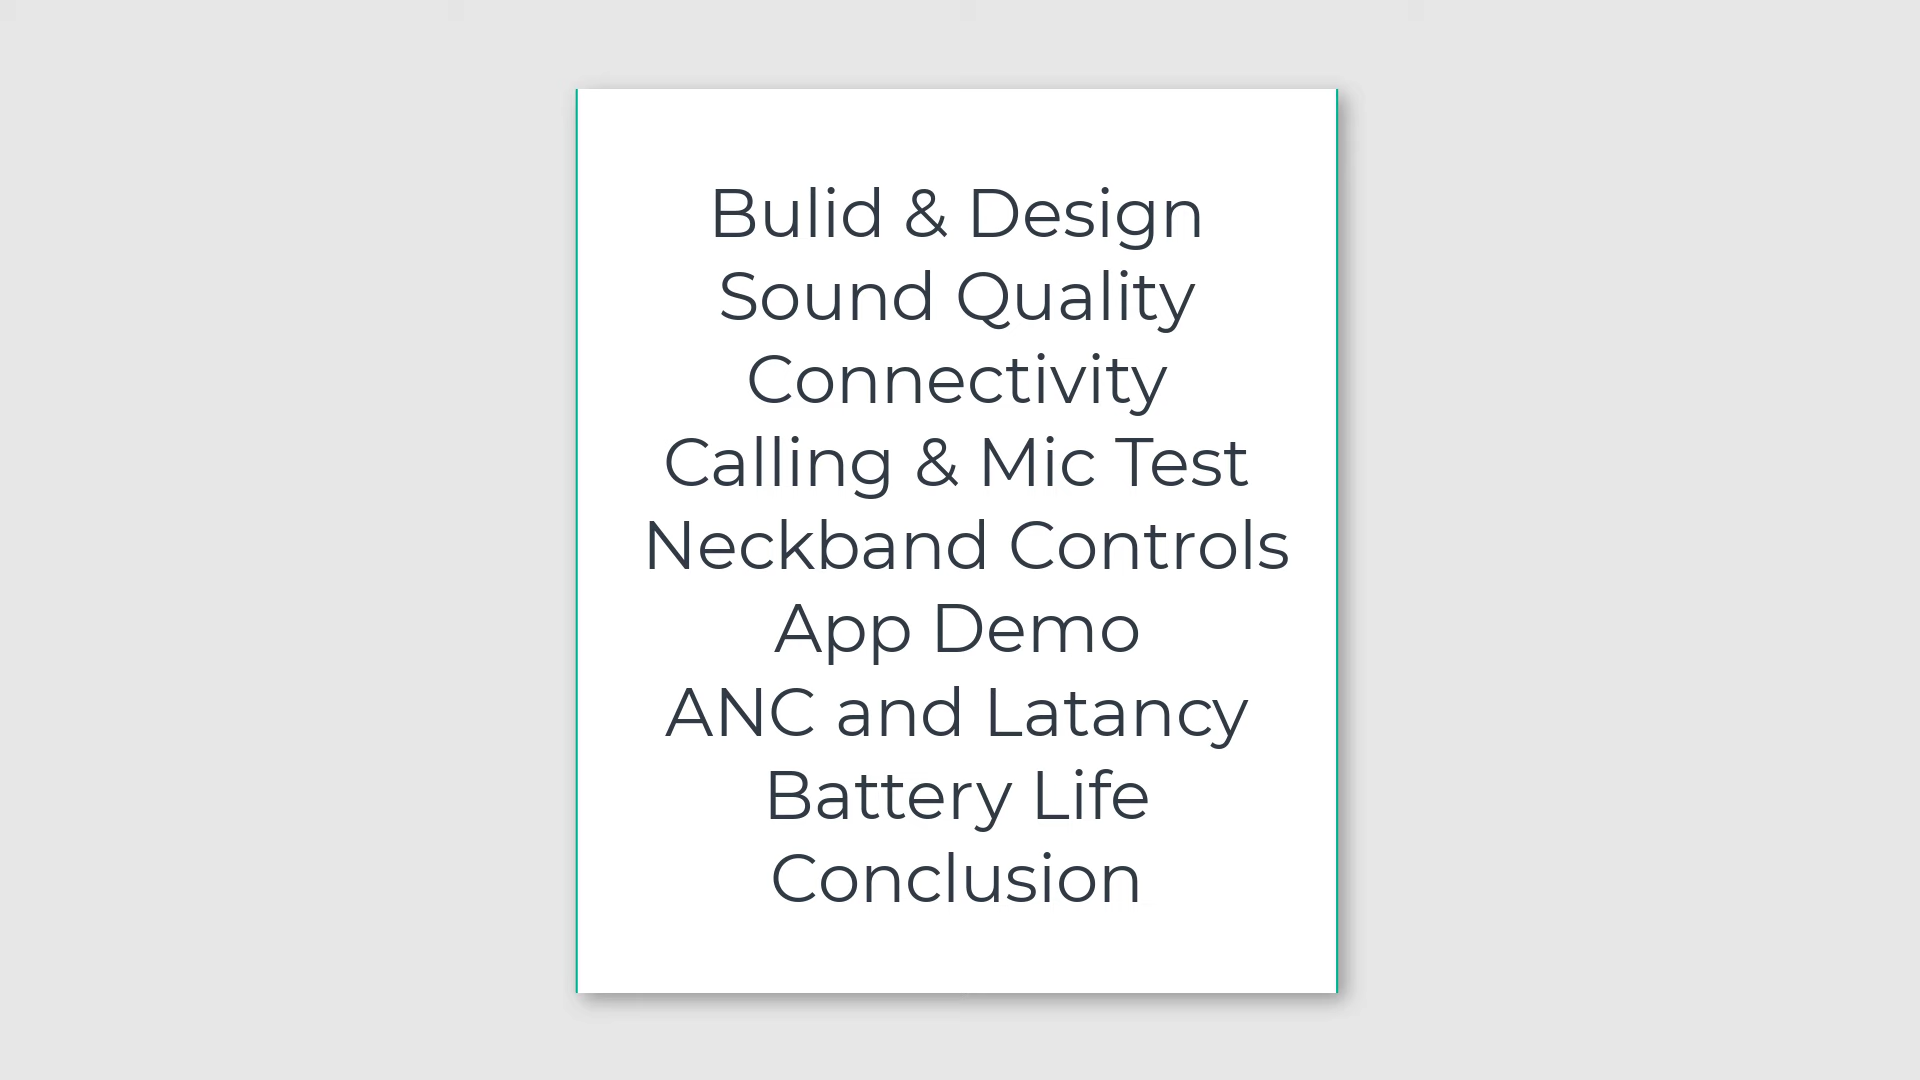 Bulid & Design
Sound Quality
Connectivity
Calling & Mic Test
Neckband Controls
App Demo
ANC and Latancy
Battery Life
Conclusion